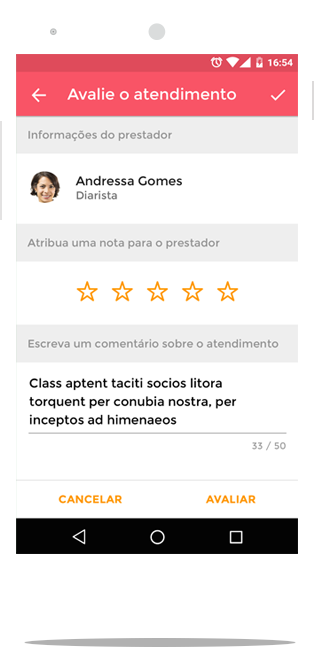 16:54
Avalie o atendimento
Informações do prestador
Andressa Gomes
Diarista
Atribua uma nota para o prestador
Escreva um comentário sobre o atendimento
Class aptent taciti socios litora
torquent per conubia nostra, per
inceptos ad himenaeos
33 / 50
CANCELAR AVALIAR